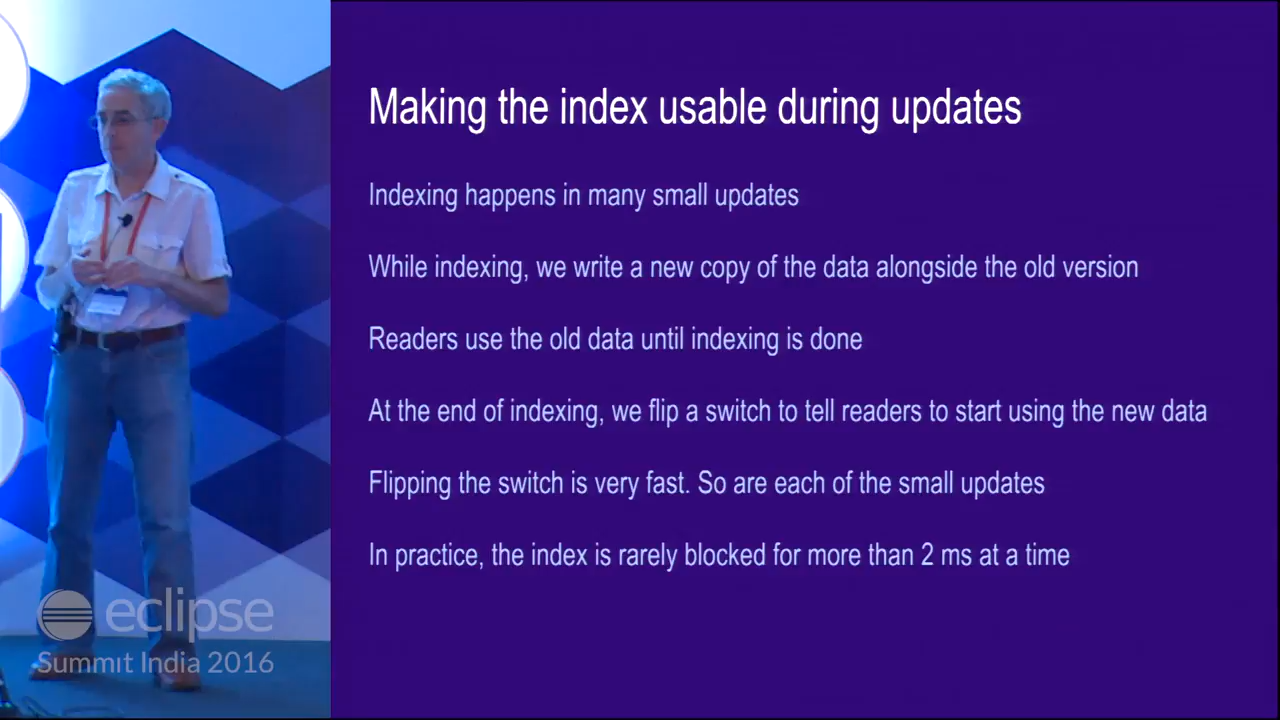 Making the index usable during updates
Indexing happens in many small updates
While indexing, we write a new copy of the data alongside the old version
Readers use the old data until indexing is done
At the end of indexing, we flip a switch to tell readers to start using the new data
Flipping the switch is very fast. So are each of the small updates
In practice, the index is rarely blocked for more than 2 ms at a time
eclipse
Summit India 2016